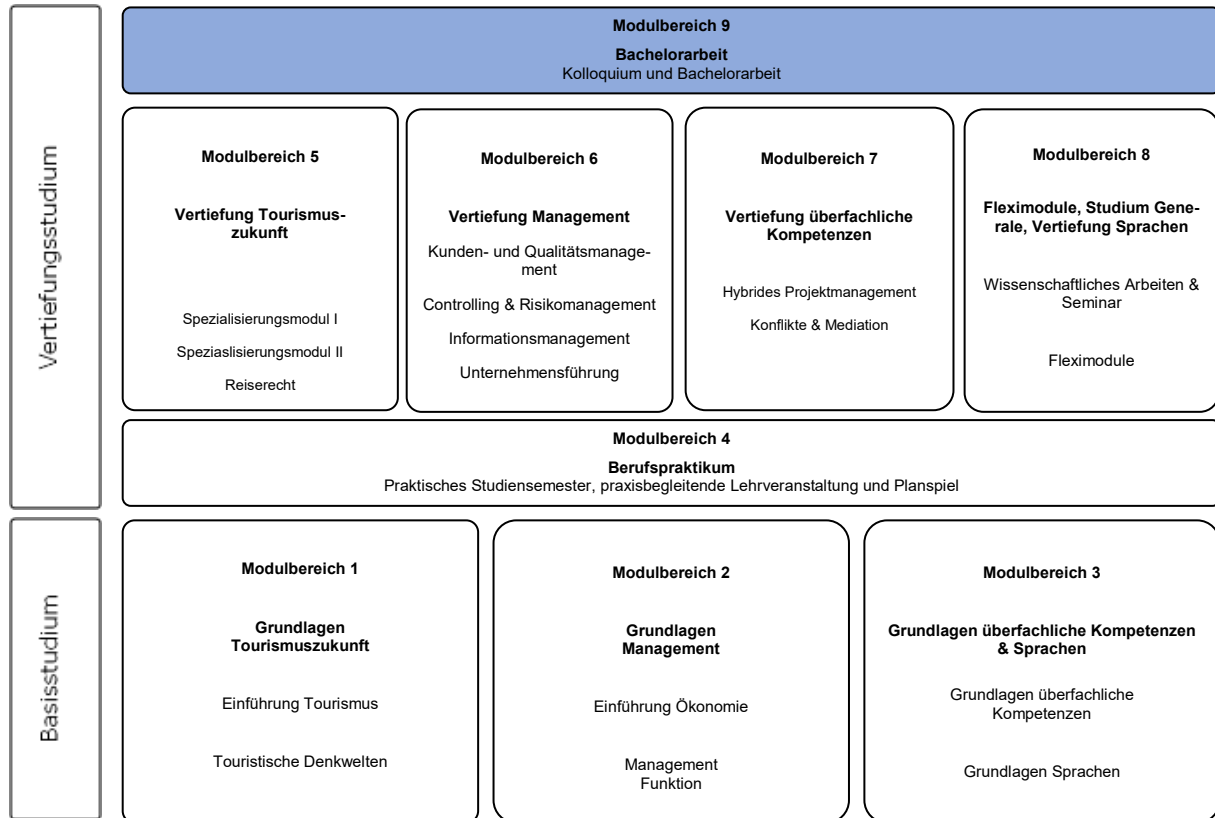 Vertiefungsstudium
Modulbereich 9
Bachelorarbeit
Kolloquium und Bachelorarbeit
Modulbereich 5
Vertiefung Tourismus-
zukunft
Spezialisierungsmodul I
Speziaslisierungsmodul II
Reiserecht
Modulbereich 6
Vertiefung Management
Kunden- und Qualitätsmanage-
ment
Controlling & Risikomanagement
Informationsmanagement
Unternehmensführung
Modulbereich 7
Vertiefung überfachliche
Kompetenzen
Hybrides Projektmanagement
Konflikte & Mediation
Modulbereich 8
Fleximodule, Studium Gene-
rale, Vertiefung Sprachen
Wissenschaftliches Arbeiten &
Seminar
Fleximodule
Modulbereich 4
Berufspraktikum
Praktisches Studiensemester, praxisbegleitende Lehrveranstaltung und Planspiel
Basisstudium
Modulbereich 1
Grundlagen
Tourismuszukunft
Einführung Tourismus
Touristische Denkwelten
Modulbereich 2
Grundlagen
Management
Einführung Ökonomie
Management
Funktion
Modulbereich 3
Grundlagen überfachliche Kompetenzen
& Sprachen
Grundlagen überfachliche
Kompetenzen
Grundlagen Sprachen